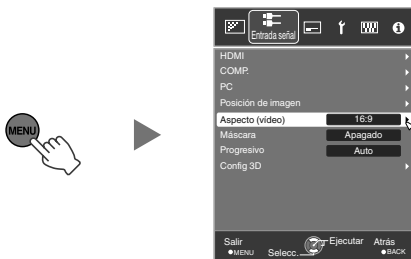 MENU
Entrada señal
HDMI
COMP.
PC
Posición de imagen
Aspecto (vídeo) 16:9
Máscara Apagado
Progresivo Auto
Config 3D
Salir Ejecutar Atrás
MENU Selecc. BACK